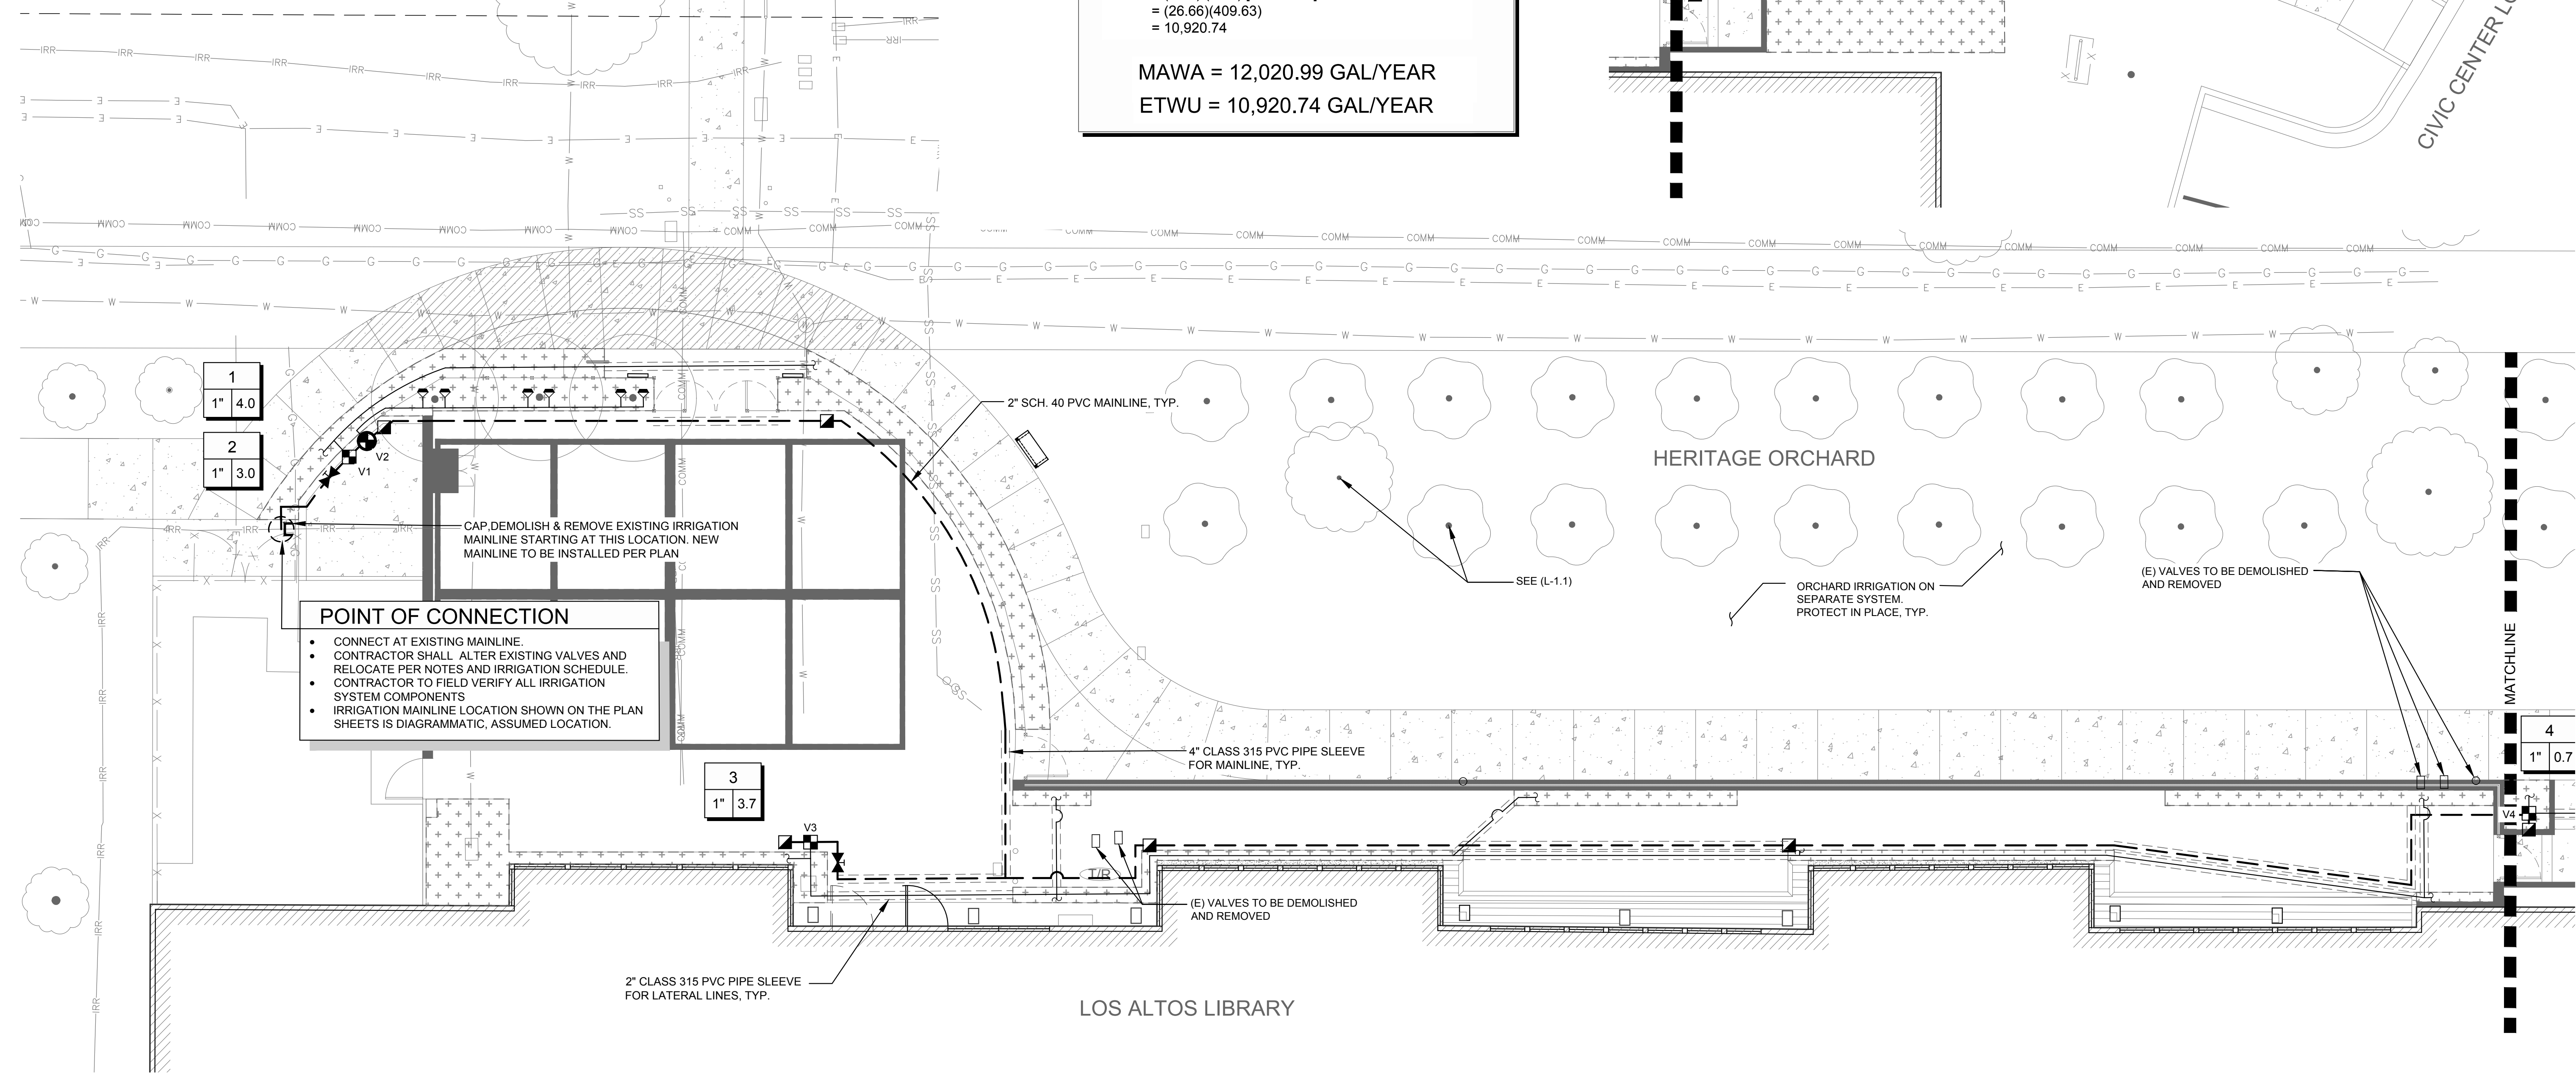 = (26.66)(409.63)
= 10,920.74
MAWA = 12,020.99 GAL/YEAR
ETWU = 10,920.74 GAL/YEAR
CIVIC CENTER
1
1" 4.0
2
1" 3.0
V1
V2
2" SCH. 40 PVC MAINLINE, TYP.
HERITAGE ORCHARD
CAP,DEMOLISH & REMOVE EXISTING IRRIGATION
MAINLINE STARTING AT THIS LOCATION. NEW
MAINLINE TO BE INSTALLED PER PLAN
SEE (L-1.1)
ORCHARD IRRIGATION ON
SEPARATE SYSTEM.
PROTECT IN PLACE, TYP.
(E) VALVES TO BE DEMOLISHED
AND REMOVED
POINT OF CONNECTION
• CONNECT AT EXISTING MAINLINE.
• CONTRACTOR SHALL ALTER EXISTING VALVES AND
RELOCATE PER NOTES AND IRRIGATION SCHEDULE.
• CONTRACTOR TO FIELD VERIFY ALL IRRIGATION
SYSTEM COMPONENTS
• IRRIGATION MAINLINE LOCATION SHOWN ON THE PLAN
SHEETS IS DIAGRAMMATIC, ASSUMED LOCATION.
MATCHLINE
4
1" 0.7
4" CLASS 315 PVC PIPE SLEEVE
FOR MAINLINE, TYP.
3
1" 3.7
V3
V4
T/R
(E) VALVES TO BE DEMOLISHED
AND REMOVED
2" CLASS 315 PVC PIPE SLEEVE
FOR LATERAL LINES, TYP.
LOS ALTOS LIBRARY
IRR
E
W
SS
COMM
G
X